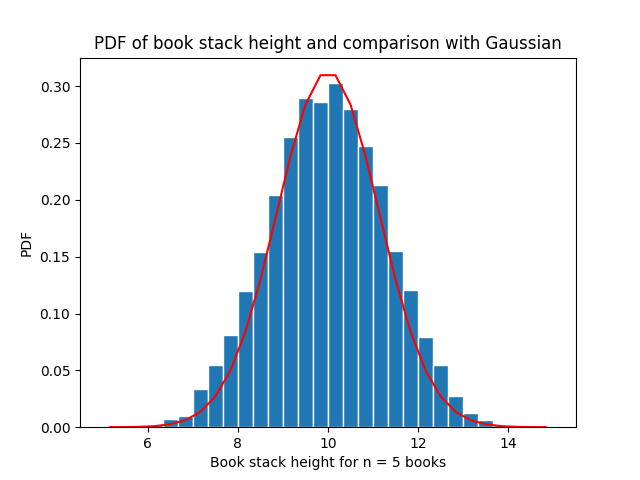 PDF of book stack height and comparison with Gaussian
0.30
0.25
0.20
0.15
0.10
0.05
0.00
PDF
6 8 10 12 14
Book stack height for n = 5 books